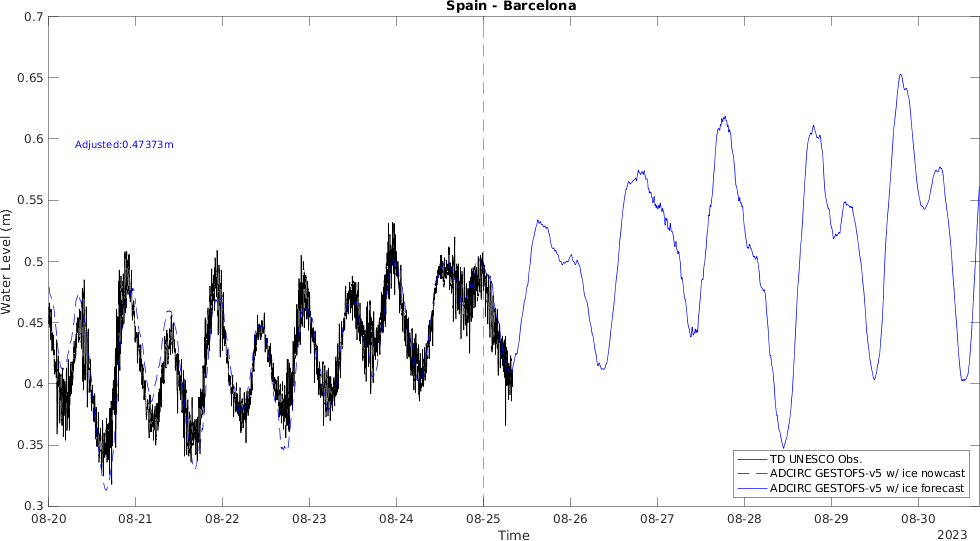 Spain - Barcelona
Water Level (m)
0.7
0.65
0.6
0.55
0.5
0.45
0.4
0.35
0.3
Adjusted:0.47373m
TD UNESCO Obs.
ADCIRC GESTOFS-v5 w/ ice nowcast
ADCIRC GESTOFS-v5 w/ ice forecast
08-20 08-21 08-22 08-23 08-24 08-25 08-26 08-27 08-28 08-29 08-30
Time
2023